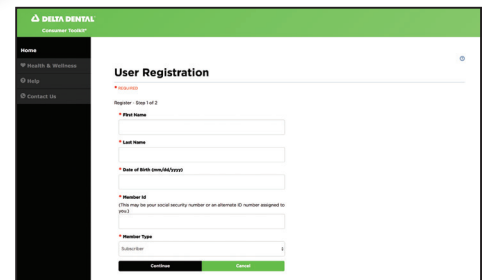 DELTA DENTAL
Consumer Toolkit®
Home
Health & Wellness
Help
Contact Us
User Registration
* REQUIRED
Register - Step 1 of 2
* First Name
* Last Name
* Date of Birth (mm/dd/yyyy)
* Member Id
(This may be your social security number or an alternate ID number assigned to
you.)
* Member Type
Subscriber
Continue Cancel